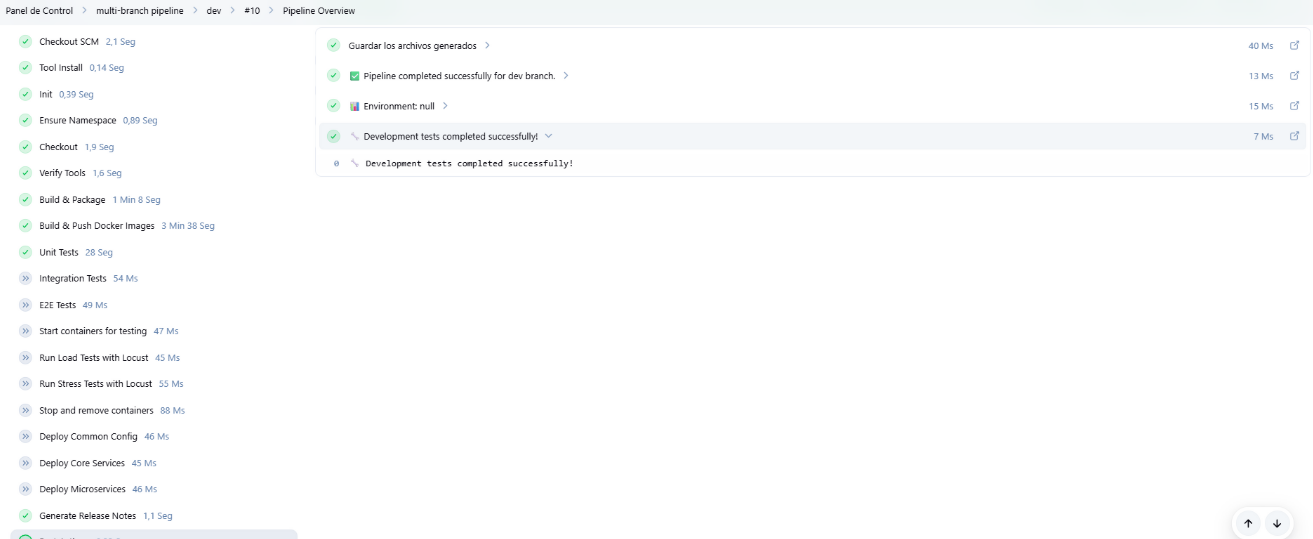 Panel de Control > multi-branch pipeline > dev > #10 > Pipeline Overview
Checkout SCM 2,1 Seg
Tool Install 0,14 Seg
Init 0,39 Seg
Ensure Namespace 0,89 Seg
Checkout 1,9 Seg
Verify Tools 1,6 Seg
Build & Package 1 Min 8 Seg
Build & Push Docker Images 3 Min 38 Seg
Unit Tests 28 Seg
Integration Tests 54 Ms
E2E Tests 49 Ms
Start containers for testing 47 Ms
Run Load Tests with Locust 45 Ms
Run Stress Tests with Locust 55 Ms
Stop and remove containers 88 Ms
Deploy Common Config 46 Ms
Deploy Core Services 45 Ms
Deploy Microservices 46 Ms
Generate Release Notes 1,1 Seg
Guardar los archivos generados 40 Ms
Pipeline completed successfully for dev branch. 13 Ms
Environment: null 15 Ms
Development tests completed successfully! 7 Ms
0 Development tests completed successfully!